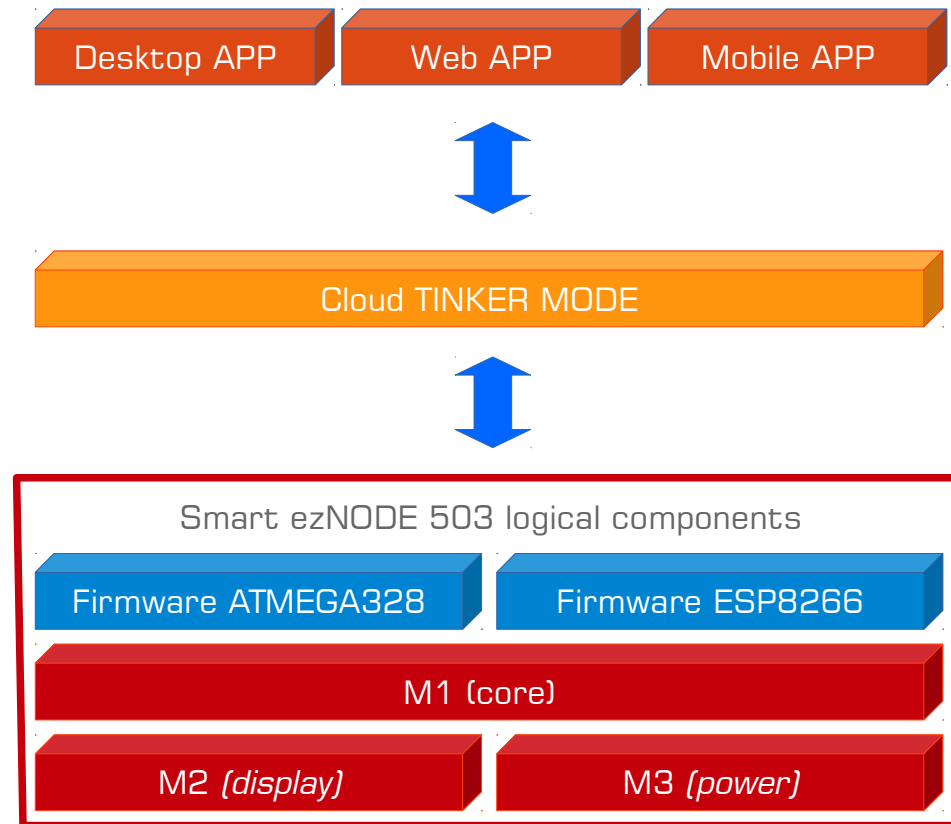 Desktop APP
Web APP
Mobile APP
Cloud TINKER MODE
Smart ezNODE 503 logical components
Firmware ATMEGA328
Firmware ESP8266
M1 (core)
M2 (display)
M3 (power)